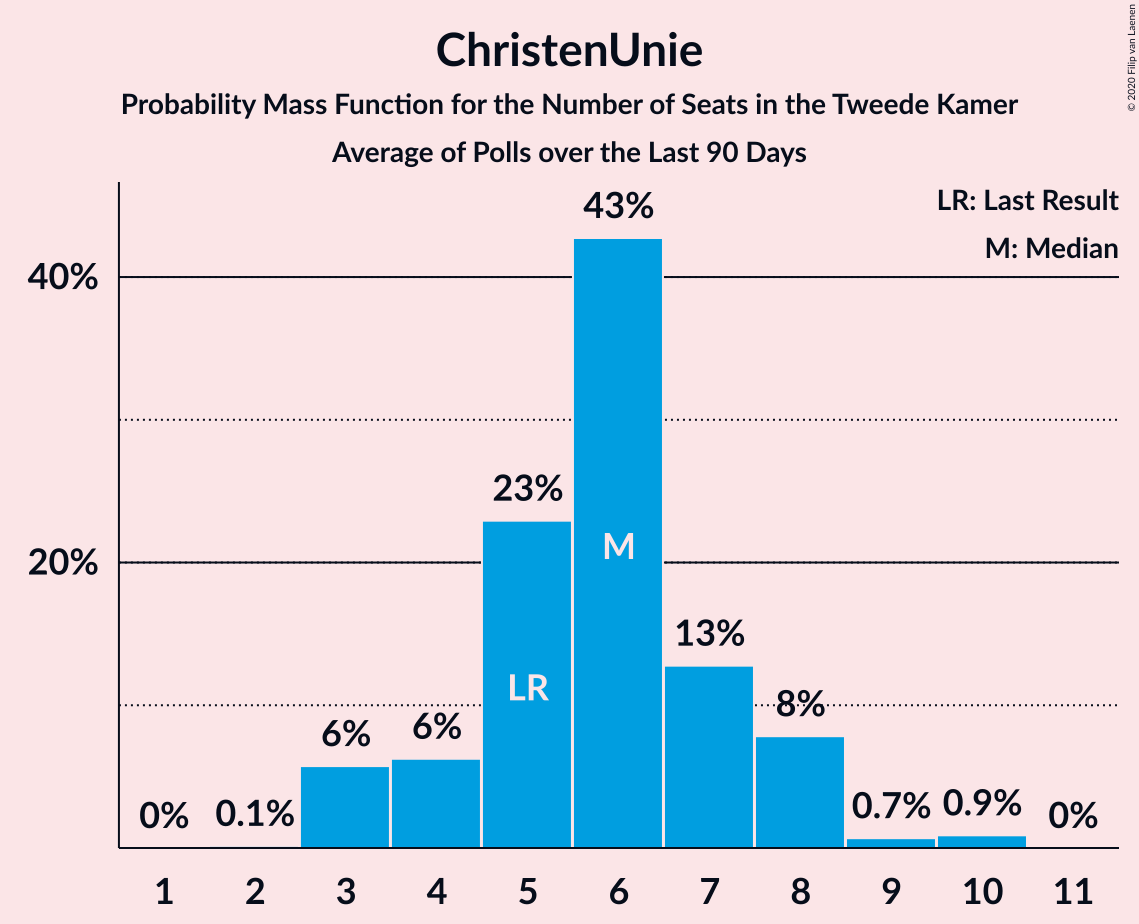 ChristenUnie
Probability Mass Function for the Number of Seats in the Tweede Kamer
Average of Polls over the Last 90 Days
© 2020 Filip van Laenen
LR: Last Result
M: Median
43%
40%
23%
20%
M
13%
LR
8%
6%
6%
0%
0.1%
0.7%
0.9%
0%
1 2 3 4 5 6 7 8 9 10 11